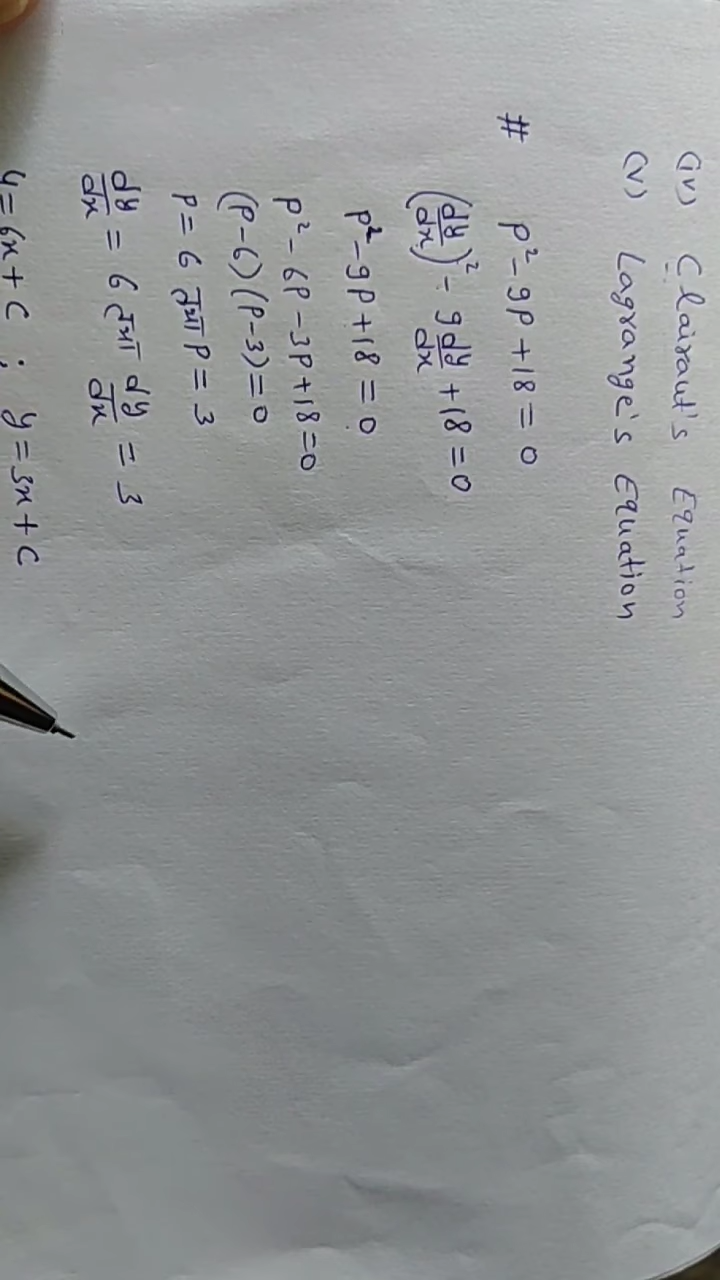 (iv) Clairaut's Equation
(v) Lagrange's Equation
# p² - 9p + 18 = 0
(dy/dx)² - 9 dy/dx + 18 = 0
p² - 9p + 18 = 0
p² - 6p - 3p + 18 = 0
(p-6)(p-3) = 0
p = 6 तथा p = 3
dy/dx = 6 तथा dy/dx = 3
y = 6x + c ; y = 3x + c